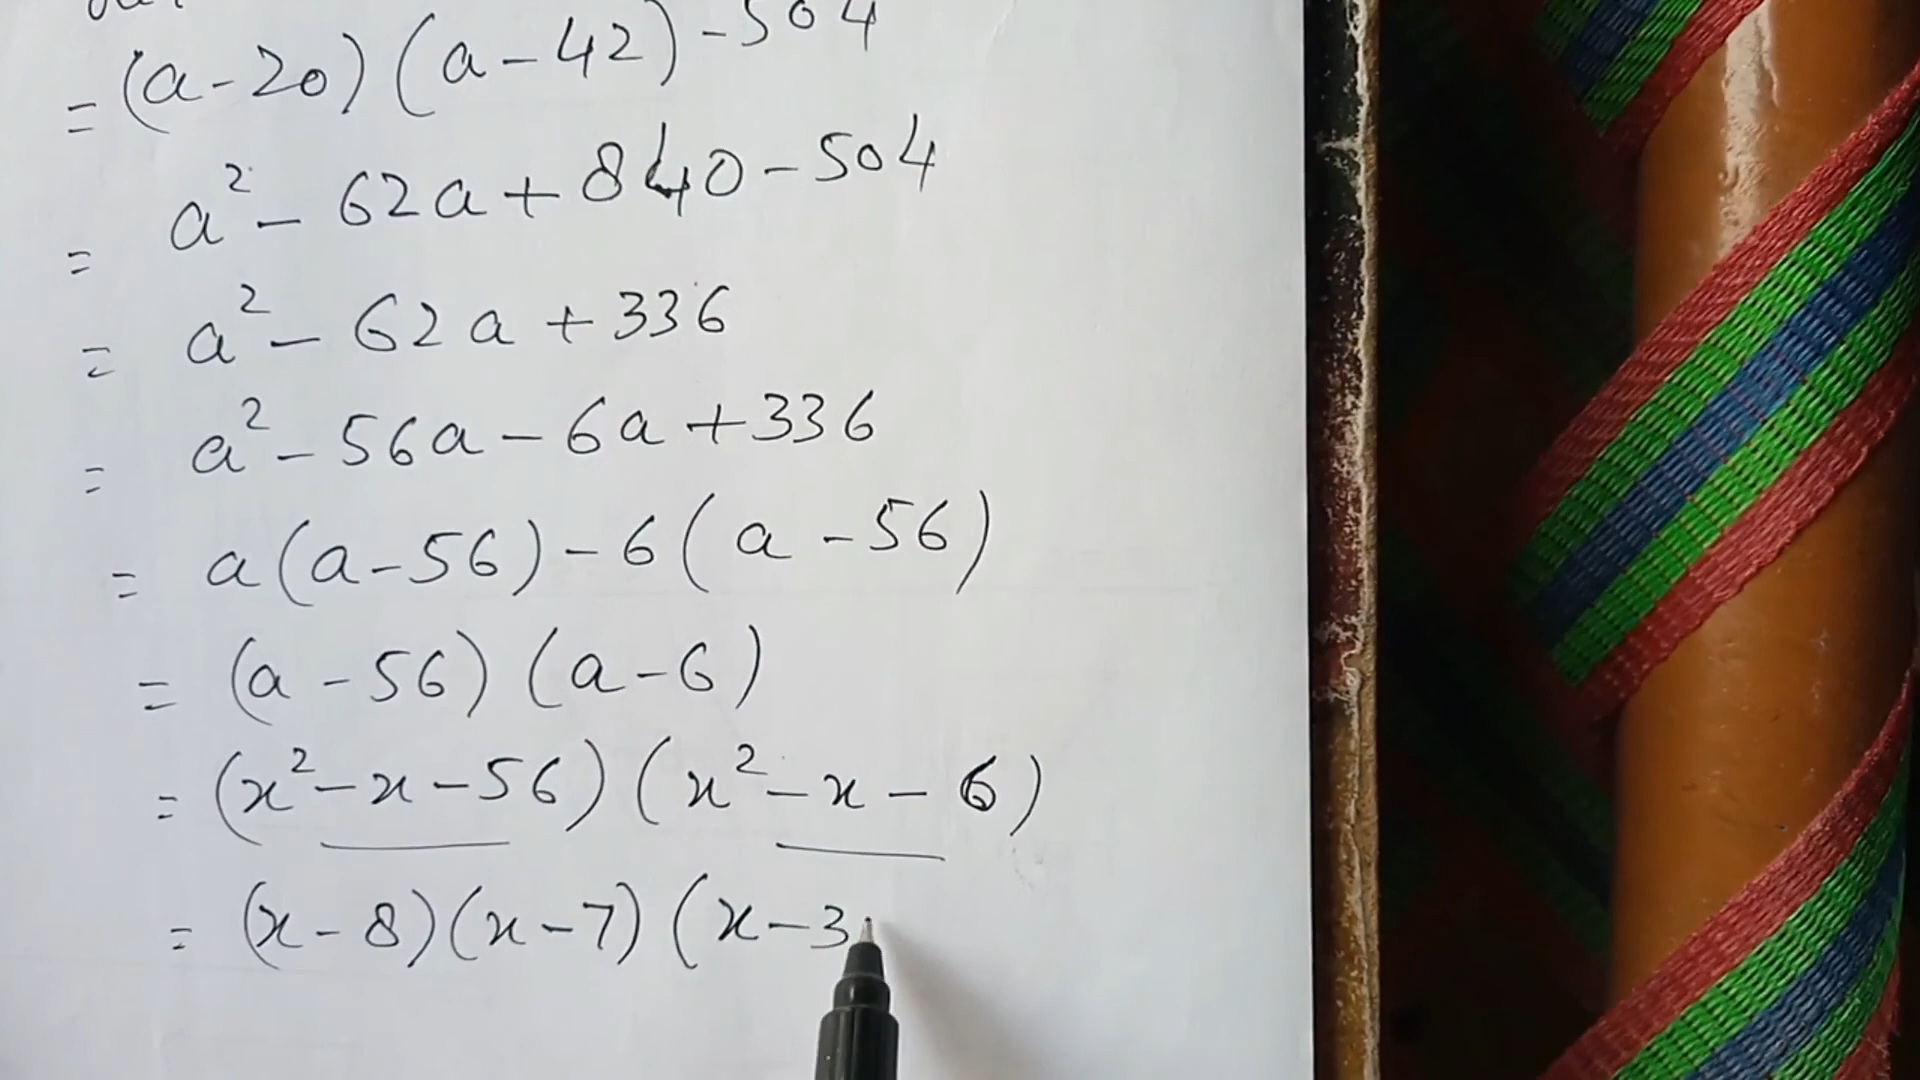 = (a-20)(a-42)-504
= a²- 62a+840-504
= a²- 62a+336
= a²- 56a-6a+336
= a(a-56)-6(a-56)
= (a-56)(a-6)
= (x²-x-56)(x²-x-6)
= (x-8)(x-7)(x-3